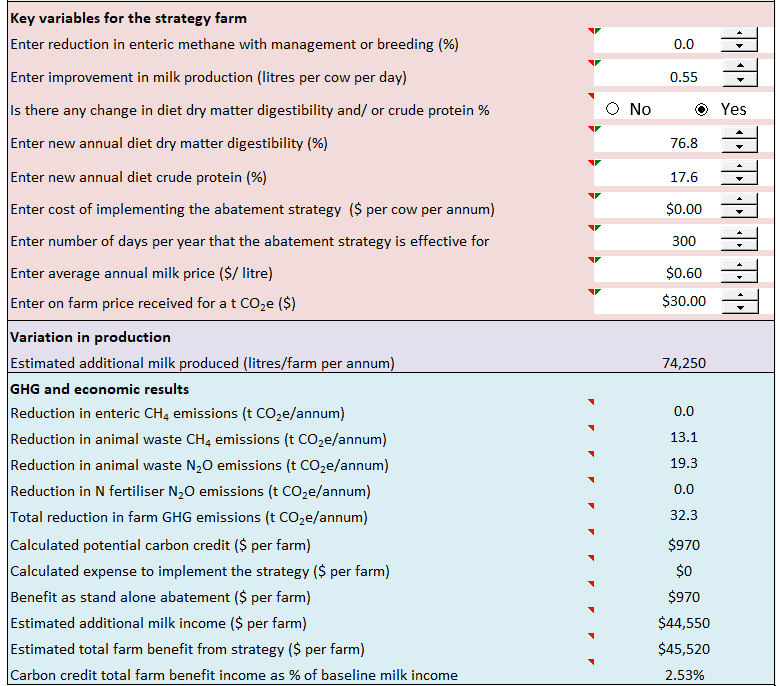 Key variables for the strategy farm
Enter reduction in enteric methane with management or breeding (%) 0.0
Enter improvement in milk production (litres per cow per day) 0.55
Is there any change in diet dry matter digestibility and/ or crude protein % No Yes
Enter new annual diet dry matter digestibility (%) 76.8
Enter new annual diet crude protein (%) 17.6
Enter cost of implementing the abatement strategy ($ per cow per annum) $0.00
Enter number of days per year that the abatement strategy is effective for 300
Enter average annual milk price ($/ litre) $0.60
Enter on farm price received for a t CO₂e ($) $30.00
Variation in production
Estimated additional milk produced (litres/farm per annum) 74,250
GHG and economic results
Reduction in enteric CH₄ emissions (t CO₂e/annum) 0.0
Reduction in animal waste CH₄ emissions (t CO₂e/annum) 13.1
Reduction in animal waste N₂O emissions (t CO₂e/annum) 19.3
Reduction in N fertiliser N₂O emissions (t CO₂e/annum) 0.0
Total reduction in farm GHG emissions (t CO₂e/annum) 32.3
Calculated potential carbon credit ($ per farm) $970
Calculated expense to implement the strategy ($ per farm) $0
Benefit as stand alone abatement ($ per farm) $970
Estimated additional milk income ($ per farm) $44,550
Estimated total farm benefit from strategy ($ per farm) $45,520
Carbon credit total farm benefit income as % of baseline milk income 2.53%